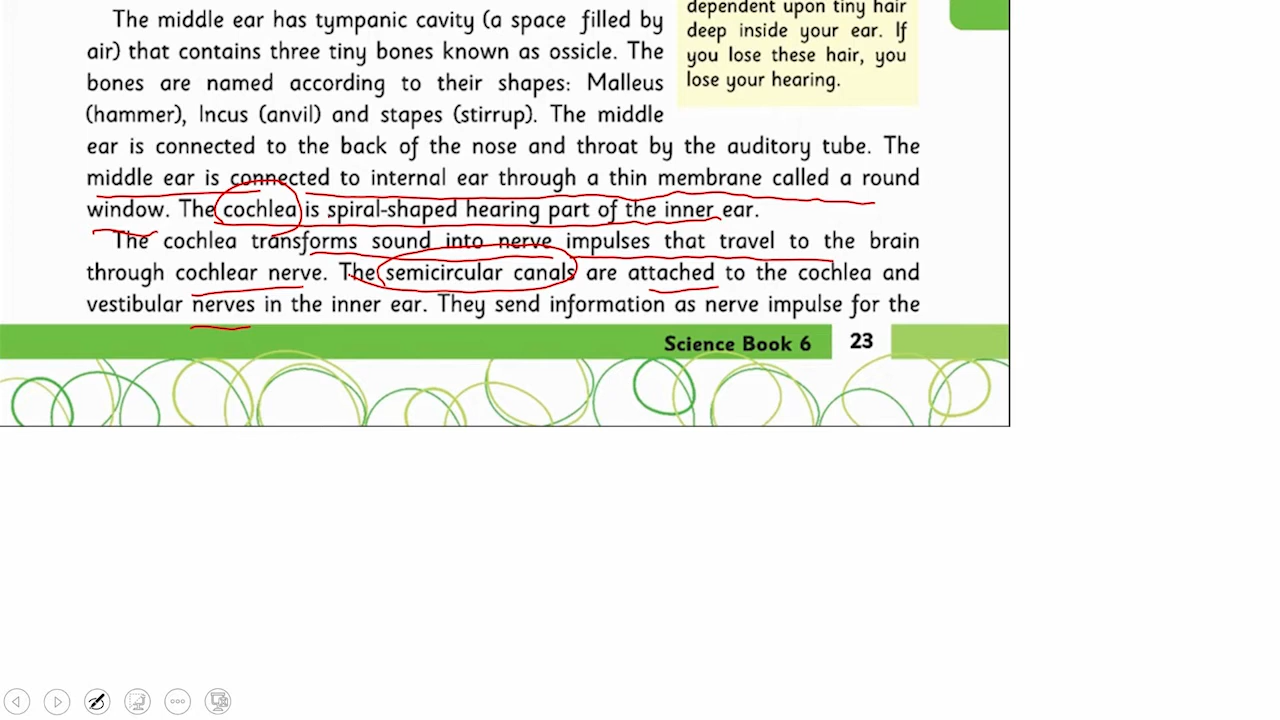 The middle ear has tympanic cavity (a space filled by
air) that contains three tiny bones known as ossicle. The
bones are named according to their shapes: Malleus
(hammer), Incus (anvil) and stapes (stirrup). The middle
ear is connected to the back of the nose and throat by the auditory tube. The
middle ear is connected to internal ear through a thin membrane called a round
window. The cochlea is spiral-shaped hearing part of the inner ear.
The cochlea transforms sound into nerve impulses that travel to the brain
through cochlear nerve. The semicircular canals are attached to the cochlea and
vestibular nerves in the inner ear. They send information as nerve impulse for the
dependent upon tiny hair
deep inside your ear. If
you lose these hair, you
lose your hearing.
Science Book 6 23